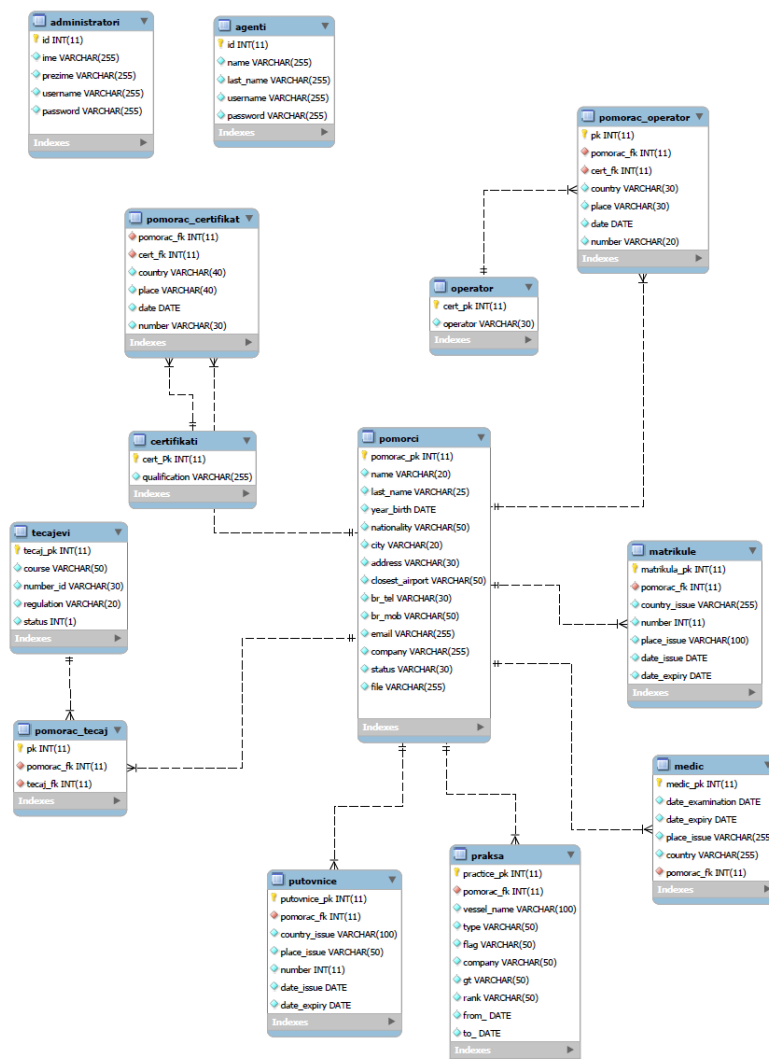 administratori
id INT(11)
ime VARCHAR(255)
prezime VARCHAR(255)
username VARCHAR(255)
password VARCHAR(255)
Indexes
agenti
id INT(11)
name VARCHAR(255)
last_name VARCHAR(255)
username VARCHAR(255)
password VARCHAR(255)
Indexes
pomorac_operator
pk INT(11)
pomorac_fk INT(11)
cert_fk INT(11)
country VARCHAR(30)
place VARCHAR(30)
date DATE
number VARCHAR(20)
Indexes
pomorac_certifikat
pomorac_fk INT(11)
cert_fk INT(11)
country VARCHAR(40)
place VARCHAR(40)
date DATE
number VARCHAR(30)
Indexes
operator
cert_pk INT(11)
operator VARCHAR(30)
Indexes
certifikati
cert_Pk INT(11)
qualification VARCHAR(255)
Indexes
pomorci
pomorac_pk INT(11)
name VARCHAR(20)
last_name VARCHAR(25)
year_birth DATE
nationality VARCHAR(50)
city VARCHAR(20)
address VARCHAR(30)
closest_airport VARCHAR(50)
br_tel VARCHAR(30)
br_mob VARCHAR(50)
email VARCHAR(255)
company VARCHAR(255)
status VARCHAR(30)
file VARCHAR(255)
Indexes
tecajevi
tecaj_pk INT(11)
course VARCHAR(50)
number_id VARCHAR(30)
regulation VARCHAR(20)
status INT(1)
Indexes
matrikule
matrikula_pk INT(11)
pomorac_fk INT(11)
country_issue VARCHAR(255)
number INT(11)
place_issue VARCHAR(100)
date_issue DATE
date_expiry DATE
Indexes
pomorac_tecaj
pk INT(11)
pomorac_fk INT(11)
tecaj_fk INT(11)
Indexes
medic
medic_pk INT(11)
date_examination DATE
date_expiry DATE
place_issue VARCHAR(255
country VARCHAR(255)
pomorac_fk INT(11)
Indexes
putovnice
putovnice_pk INT(11)
pomorac_fk INT(11)
country_issue VARCHAR(100)
place_issue VARCHAR(50)
number INT(11)
date_issue DATE
date_expiry DATE
Indexes
praksa
practice_pk INT(11)
pomorac_fk INT(11)
vessel_name VARCHAR(100)
type VARCHAR(50)
flag VARCHAR(50)
company VARCHAR(50)
gt VARCHAR(50)
rank VARCHAR(50)
from_ DATE
to_ DATE
Indexes